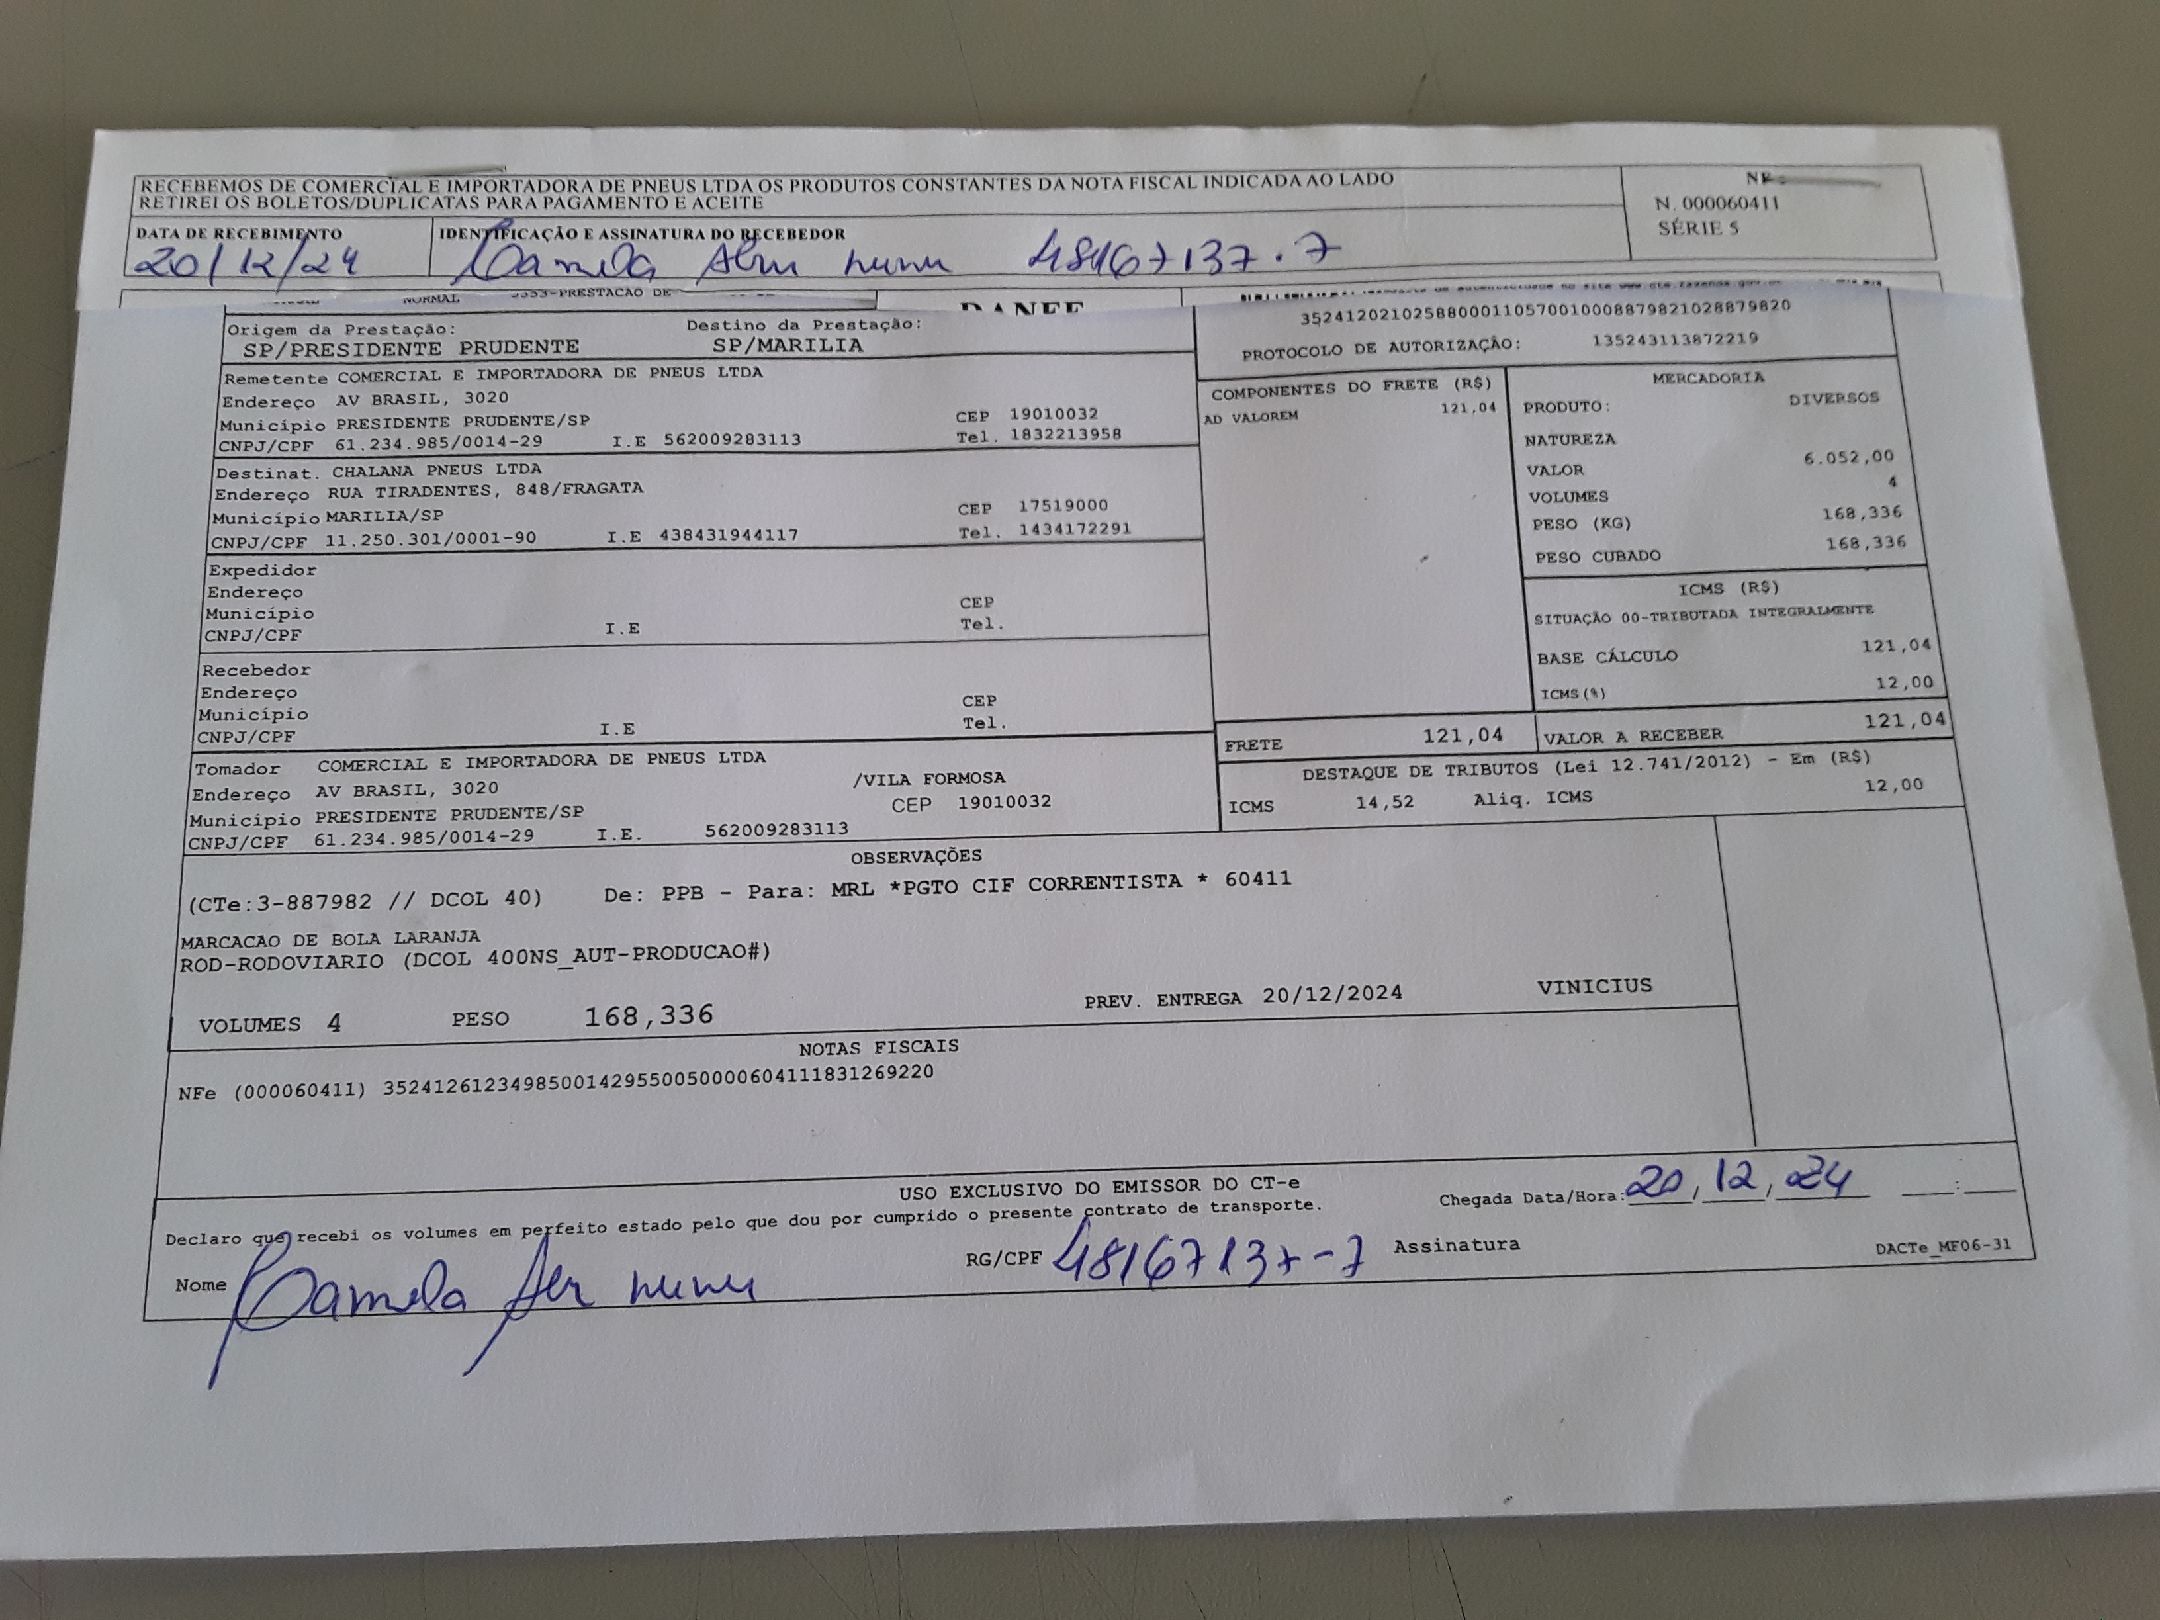 RECEBEMOS DE COMERCIAL E IMPORTADORA DE PNEUS LTDA OS PRODUTOS CONSTANTES DA NOTA FISCAL INDICADA AO LADO
RETIREI OS BOLETOS/DUPLICATAS PARA PAGAMENTO E ACEITE
N. 000060411
SÉRIE 5
DATA DE RECEBIMENTO
IDENTIFICAÇÃO E ASSINATURA DO RECEBEDOR
20/12/24
48167137.7
NORMAL 5353-PRESTACAO DE
DANFE
35241202102588000110570010008879821028879820
PROTOCOLO DE AUTORIZAÇÃO: 135243113872219
Origem da Prestação: Destino da Prestação:
SP/PRESIDENTE PRUDENTE SP/MARILIA
Remetente COMERCIAL E IMPORTADORA DE PNEUS LTDA
Endereço AV BRASIL, 3020
Município PRESIDENTE PRUDENTE/SP CEP 19010032
CNPJ/CPF 61.234.985/0014-29 I.E 562009283113 Tel. 1832213958
Destinat. CHALANA PNEUS LTDA
Endereço RUA TIRADENTES, 848/FRAGATA
Município MARILIA/SP CEP 17519000
CNPJ/CPF 11.250.301/0001-90 I.E 438431944117 Tel. 1434172291
Expedidor
Endereço
Município CEP
CNPJ/CPF I.E Tel.
Recebedor
Endereço
Município CEP
CNPJ/CPF I.E Tel.
Tomador COMERCIAL E IMPORTADORA DE PNEUS LTDA
Endereço AV BRASIL, 3020 /VILA FORMOSA
Município PRESIDENTE PRUDENTE/SP CEP 19010032
CNPJ/CPF 61.234.985/0014-29 I.E. 562009283113
COMPONENTES DO FRETE (R$)
AD VALOREM 121,04
MERCADORIA
PRODUTO: DIVERSOS
NATUREZA
VALOR 6.052,00
VOLUMES 4
PESO (KG) 168,336
PESO CUBADO 168,336
ICMS (R$)
SITUAÇÃO 00-TRIBUTADA INTEGRALMENTE
BASE CÁLCULO 121,04
ICMS(%) 12,00
FRETE 121,04 VALOR A RECEBER 121,04
DESTAQUE DE TRIBUTOS (Lei 12.741/2012) - Em (R$)
ICMS 14,52 Aliq. ICMS 12,00
OBSERVAÇÕES
(CTe:3-887982 // DCOL 40) De: PPB - Para: MRL *PGTO CIF CORRENTISTA * 60411
MARCACAO DE BOLA LARANJA
ROD-RODOVIARIO (DCOL 400NS_AUT-PRODUCAO#)
VOLUMES 4 PESO 168,336 PREV. ENTREGA 20/12/2024 VINICIUS
NOTAS FISCAIS
NFe (000060411) 35241261234985001429550050000604111831269220
USO EXCLUSIVO DO EMISSOR DO CT-e
Declaro que recebi os volumes em perfeito estado pelo que dou por cumprido o presente contrato de transporte.
Chegada Data/Hora: 20, 12, 24 :
Nome RG/CPF 48167137-7 Assinatura
DACTe_MF06-31